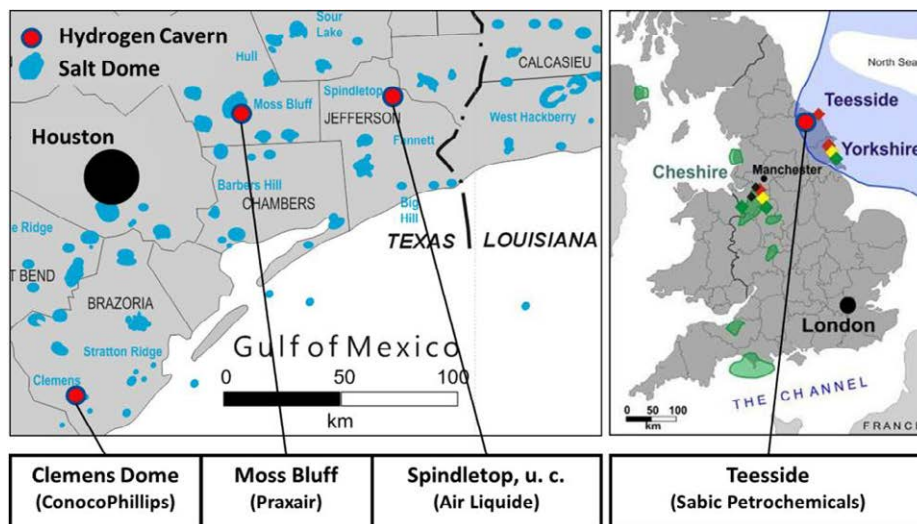 Hydrogen Cavern
Salt Dome
Sour
Lake
Hull
Moss Bluff
Spindletop
CALCASIEU
JEFFERSON
West Hackberry
Houston
Fannett
Barbers Hill
CHAMBERS
Big
Hill
e Ridge
TEXAS
LOUISIANA
T BEND
BRAZORIA
Stratton Ridge
Gulf of Mexico
Clemens
0 50 100
km
North Sea
Teesside
Yorkshire
Cheshire
Manchester
London
THE CHANNEL
0 50 100
km
FRANC
Clemens Dome
(ConocoPhillips)
Moss Bluff
(Praxair)
Spindletop, u. c.
(Air Liquide)
Teesside
(Sabic Petrochemicals)